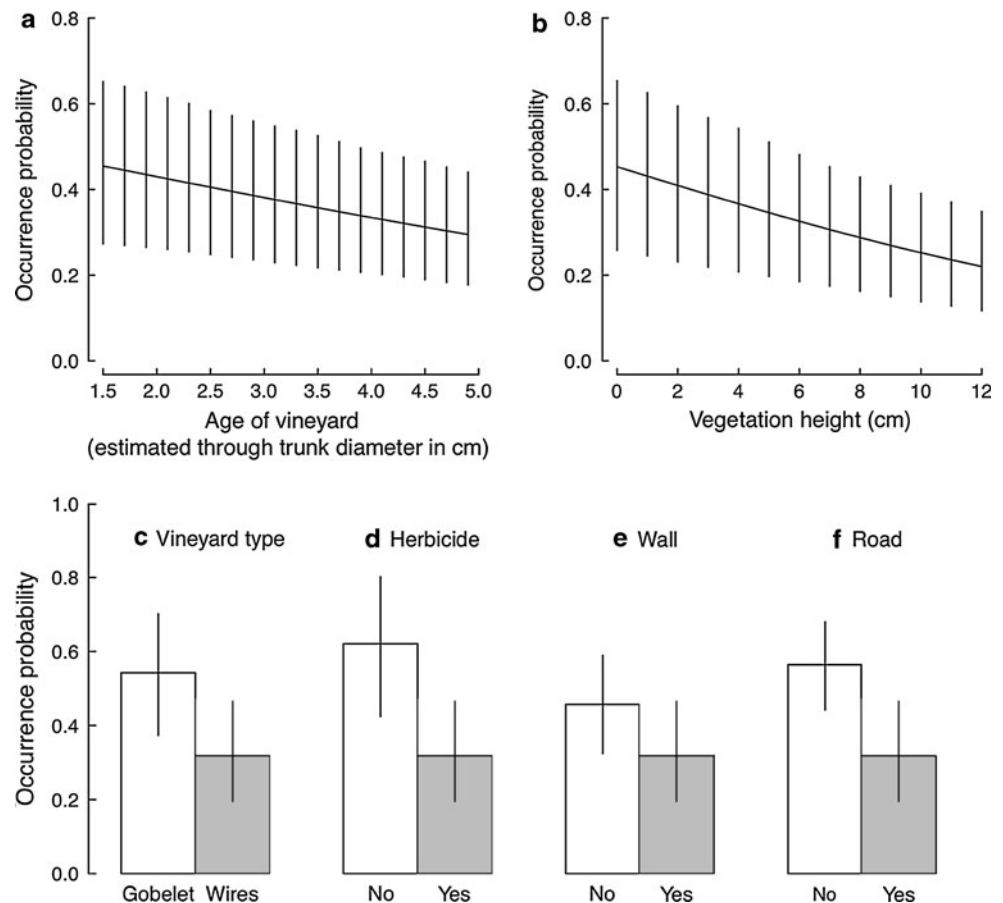 a
b
0.8
0.6
0.4
0.2
0.0
Occurrence probability
1.5 2.0 2.5 3.0 3.5 4.0 4.5 5.0
Age of vineyard
(estimated through trunk diameter in cm)
0.8
0.6
0.4
0.2
0.0
Occurrence probability
0 2 4 6 8 10 12
Vegetation height (cm)
1.0
0.8
0.6
0.4
0.2
0.0
Occurrence probability
c Vineyard type
d Herbicide
e Wall
f Road
Gobelet Wires
No Yes
No Yes
No Yes